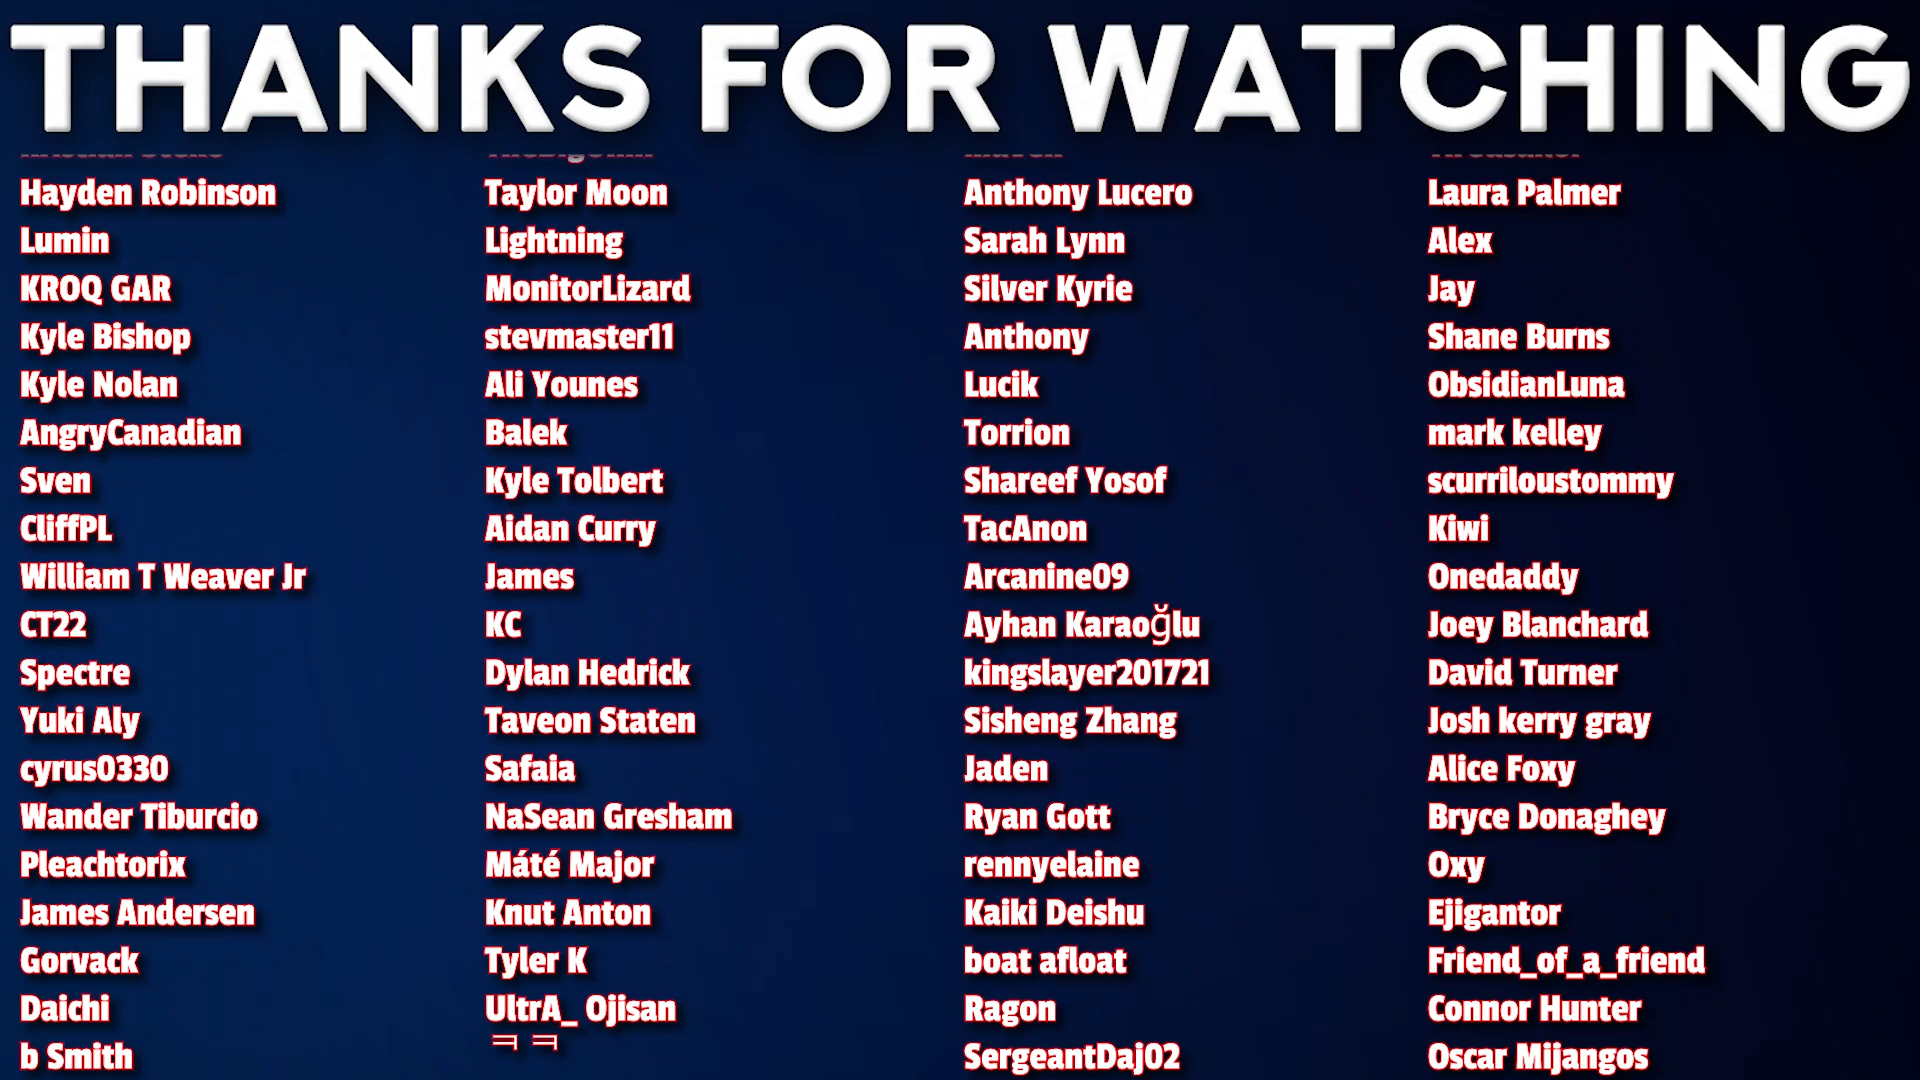 THANKS FOR WATCHING
Hayden Robinson
Lumin
KROQ GAR
Kyle Bishop
Kyle Nolan
AngryCanadian
Sven
CliffPL
William T Weaver Jr
CT22
Spectre
Yuki Aly
cyrus0330
Wander Tiburcio
Pleachtorix
James Andersen
Gorvack
Daichi
b Smith
Taylor Moon
Lightning
MonitorLizard
stevmaster11
Ali Younes
Balek
Kyle Tolbert
Aidan Curry
James
KC
Dylan Hedrick
Taveon Staten
Safaia
NaSean Gresham
Máté Major
Knut Anton
Tyler K
UltrA_ Ojisan
Anthony Lucero
Sarah Lynn
Silver Kyrie
Anthony
Lucik
Torrion
Shareef Yosof
TacAnon
Arcanine09
Ayhan Karaoğlu
kingslayer201721
Sisheng Zhang
Jaden
Ryan Gott
rennyelaine
Kaiki Deishu
boat afloat
Ragon
SergeantDaj02
Laura Palmer
Alex
Jay
Shane Burns
ObsidianLuna
mark kelley
scurriloustommy
Kiwi
Onedaddy
Joey Blanchard
David Turner
Josh kerry gray
Alice Foxy
Bryce Donaghey
Oxy
Ejigantor
Friend_of_a_friend
Connor Hunter
Oscar Mijangos